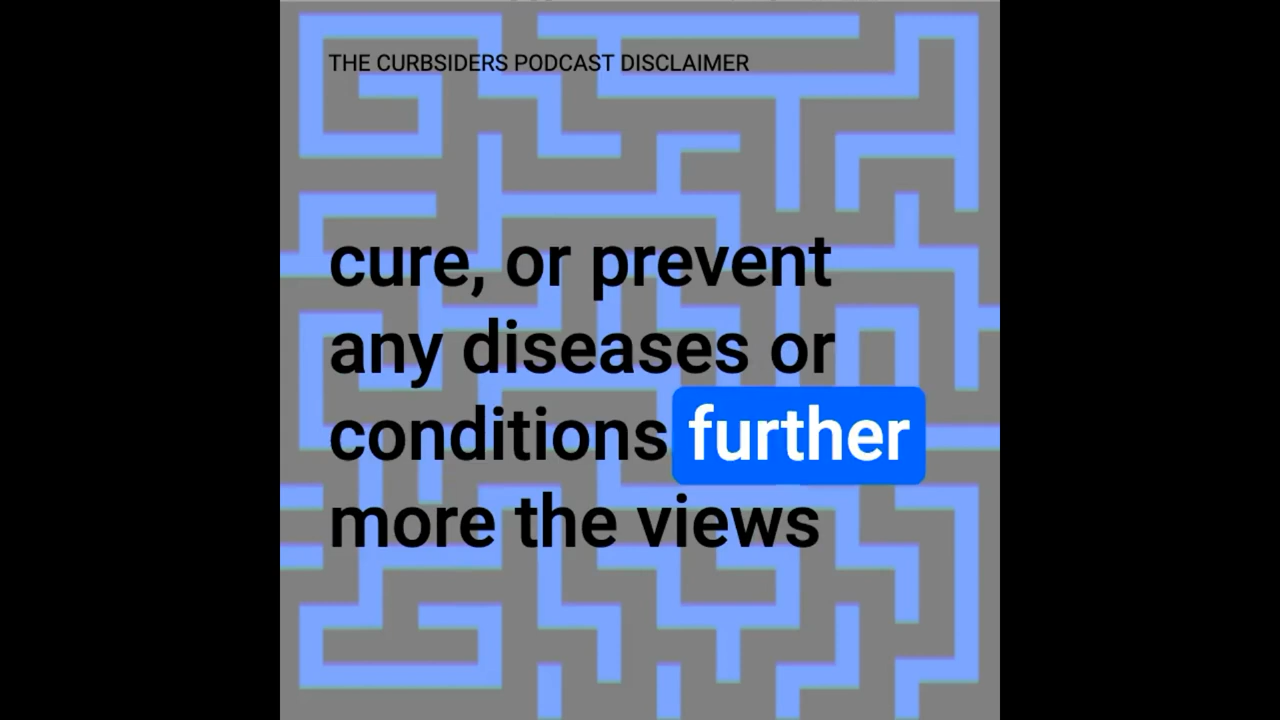 THE CURBSIDERS PODCAST DISCLAIMER
cure, or prevent
any diseases or
conditions further
more the views